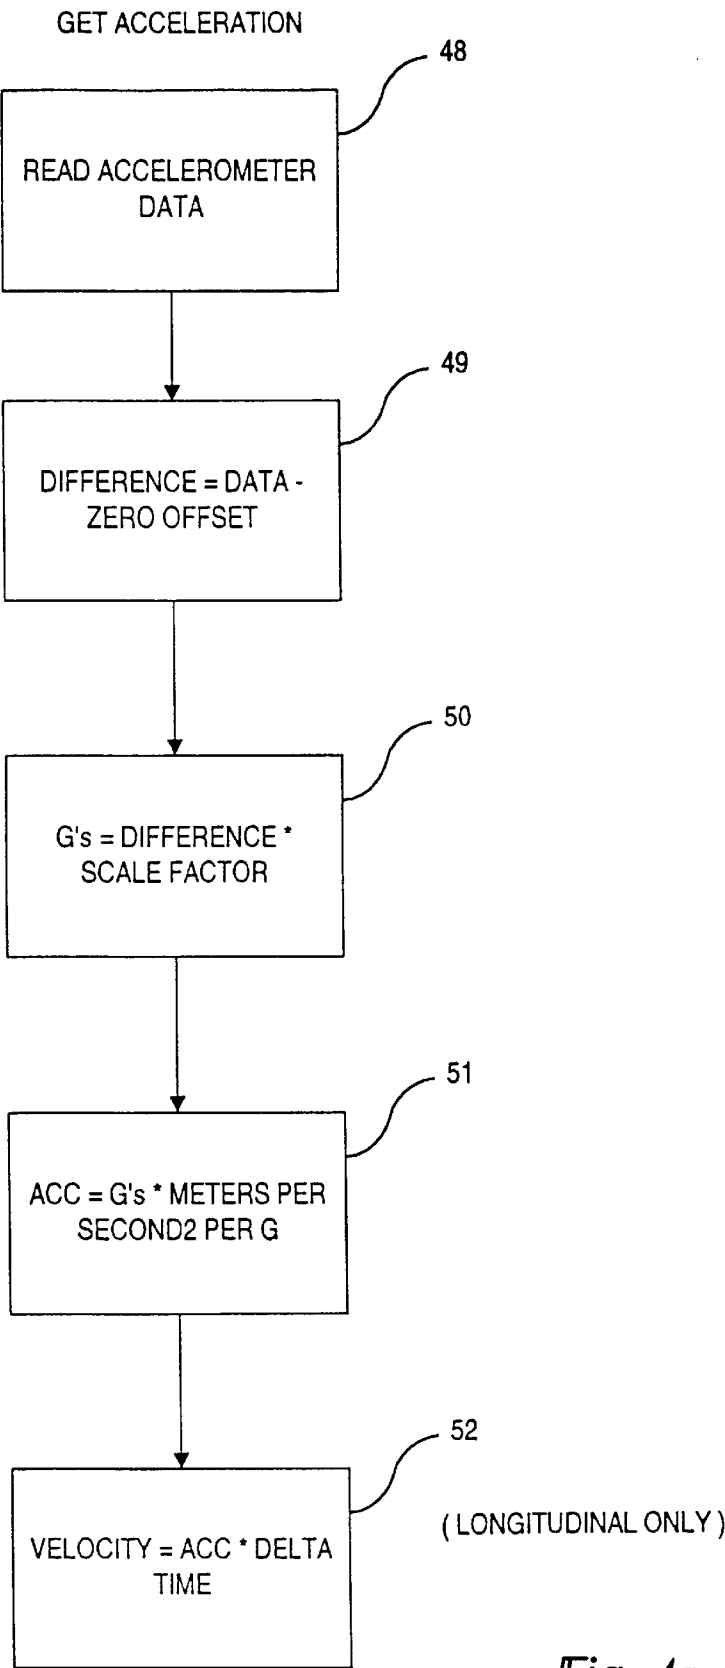 GET ACCELERATION
48
READ ACCELEROMETER
DATA
49
DIFFERENCE = DATA -
ZERO OFFSET
50
G's = DIFFERENCE *
SCALE FACTOR
51
ACC = G's * METERS PER
SECOND2 PER G
52
VELOCITY = ACC * DELTA
TIME
( LONGITUDINAL ONLY )